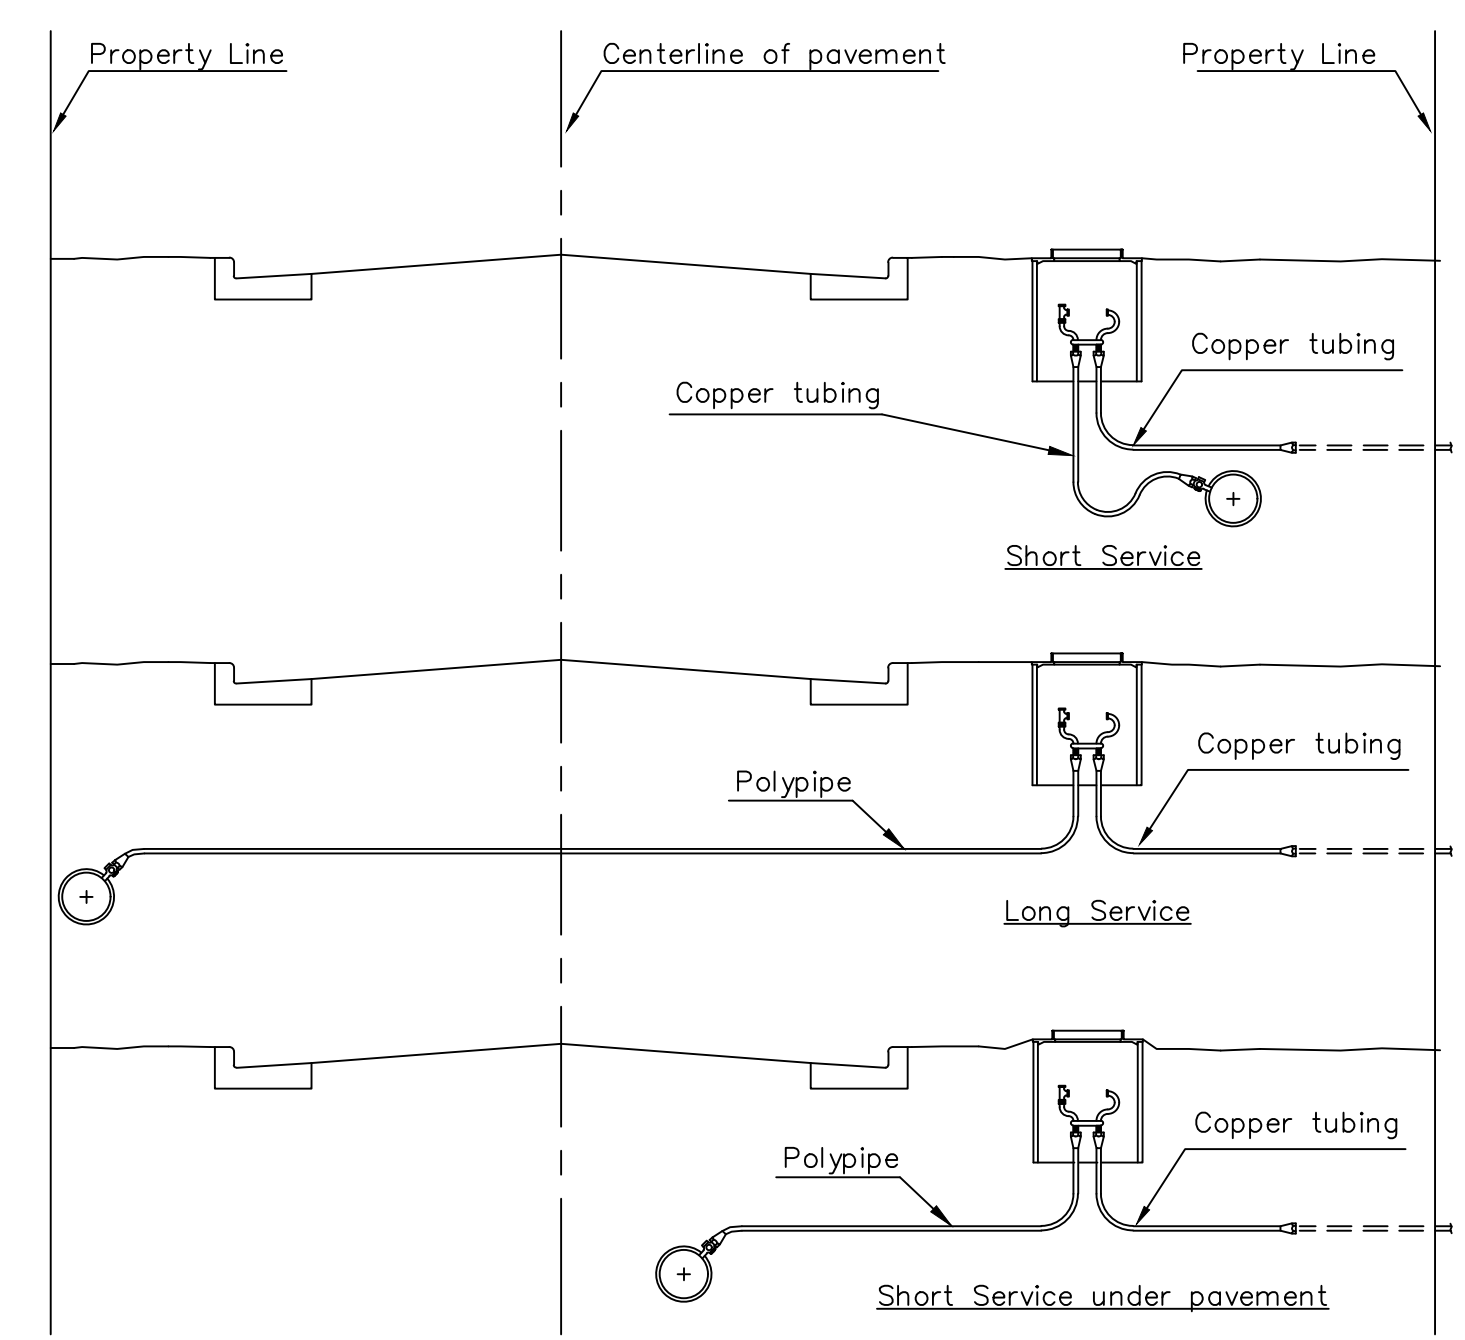 Property Line
Centerline of pavement
Property Line
Copper tubing
Copper tubing
Short Service
Copper tubing
Polypipe
Long Service
Copper tubing
Polypipe
Short Service under pavement